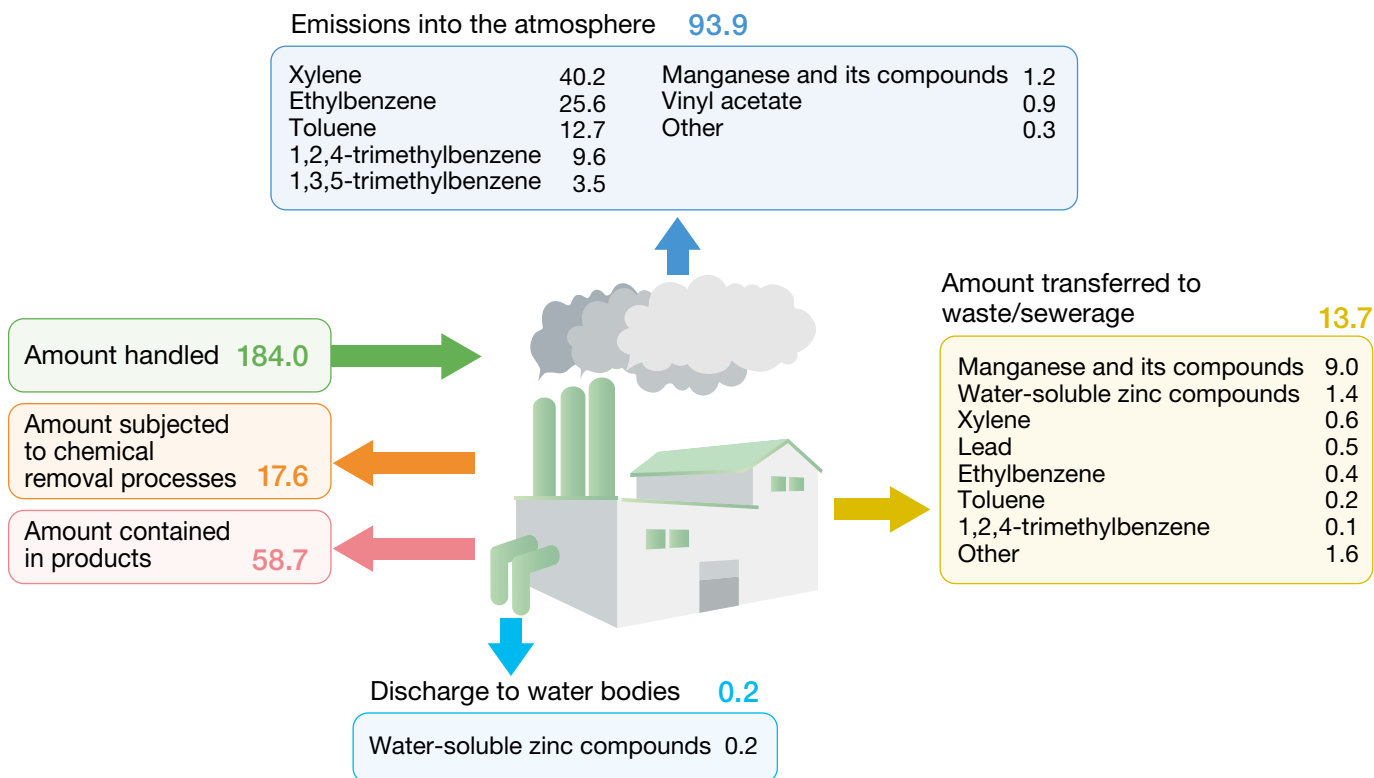 Emissions into the atmosphere 93.9
Xylene 40.2
Ethylbenzene 25.6
Toluene 12.7
1,2,4-trimethylbenzene 9.6
1,3,5-trimethylbenzene 3.5
Manganese and its compounds 1.2
Vinyl acetate 0.9
Other 0.3
Amount handled 184.0
Amount subjected
to chemical
removal processes 17.6
Amount contained
in products 58.7
Amount transferred to
waste/sewerage 13.7
Manganese and its compounds 9.0
Water-soluble zinc compounds 1.4
Xylene 0.6
Lead 0.5
Ethylbenzene 0.4
Toluene 0.2
1,2,4-trimethylbenzene 0.1
Other 1.6
Discharge to water bodies 0.2
Water-soluble zinc compounds 0.2